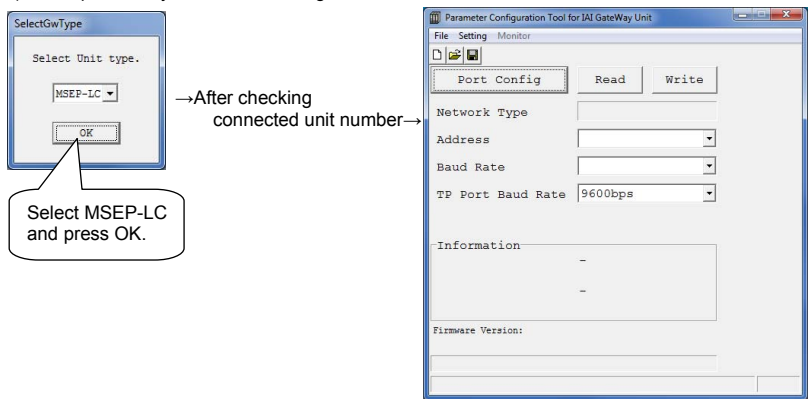 SelectGwType
Select Unit type.
MSEP-LC
OK
Select MSEP-LC
and press OK.
→After checking
connected unit number→
Parameter Configuration Tool for IAI GateWay Unit
File Setting Monitor
Port Config Read Write
Network Type
Address
Baud Rate
TP Port Baud Rate 9600bps
Information
-
-
Firmware Version: